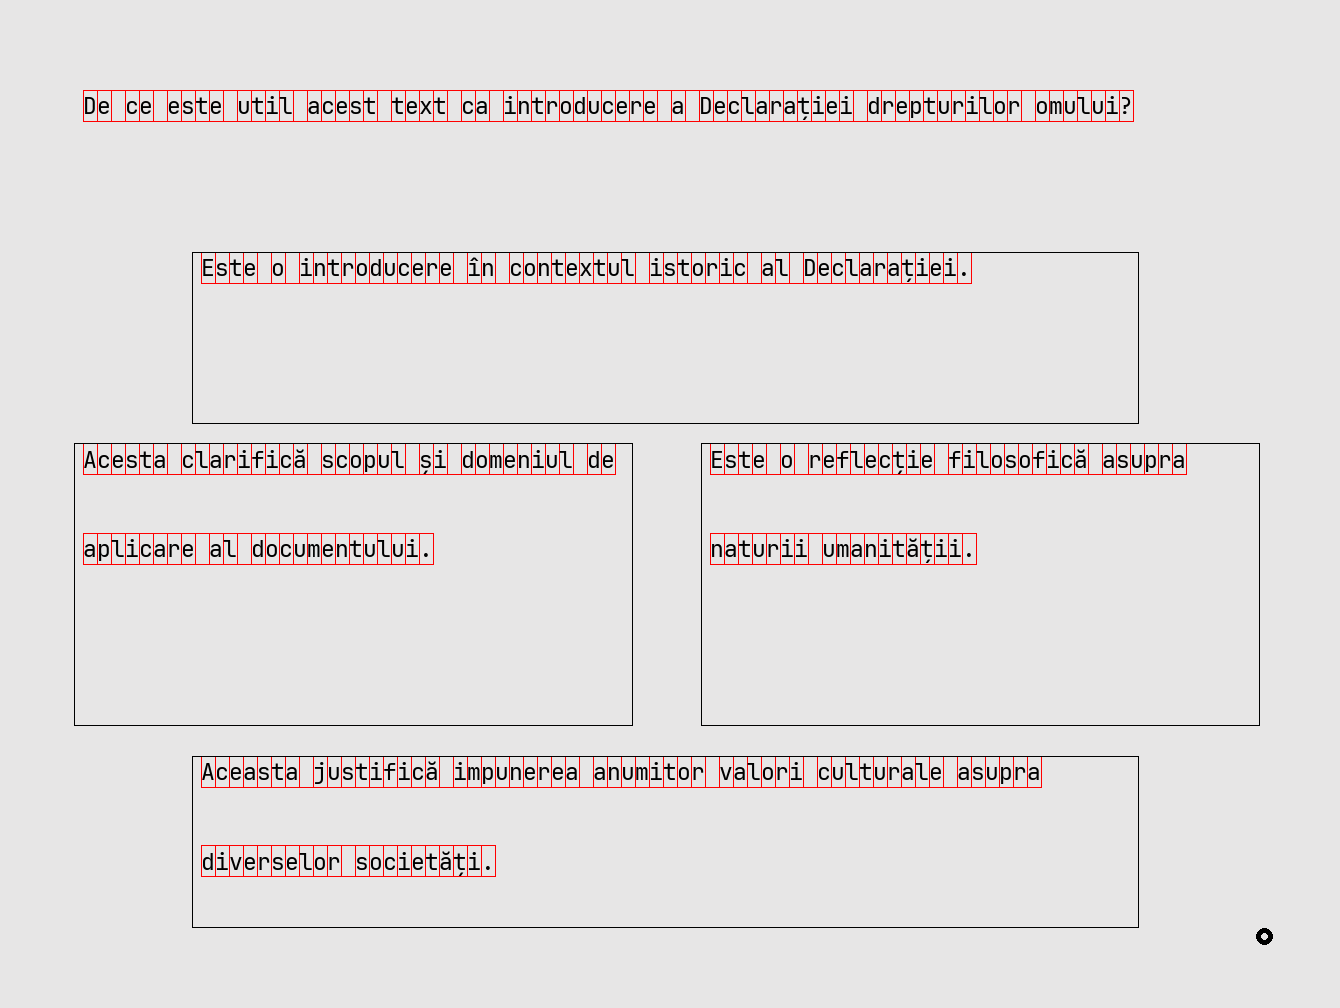 De ce este util acest text ca introducere a Declarației drepturilor omului?
Este o introducere în contextul istoric al Declarației.
Acesta clarifică scopul și domeniul de
aplicare al documentului.
Este o reflecție filosofică asupra
naturii umanității.
Aceasta justifică impunerea anumitor valori culturale asupra
diverselor societăți.